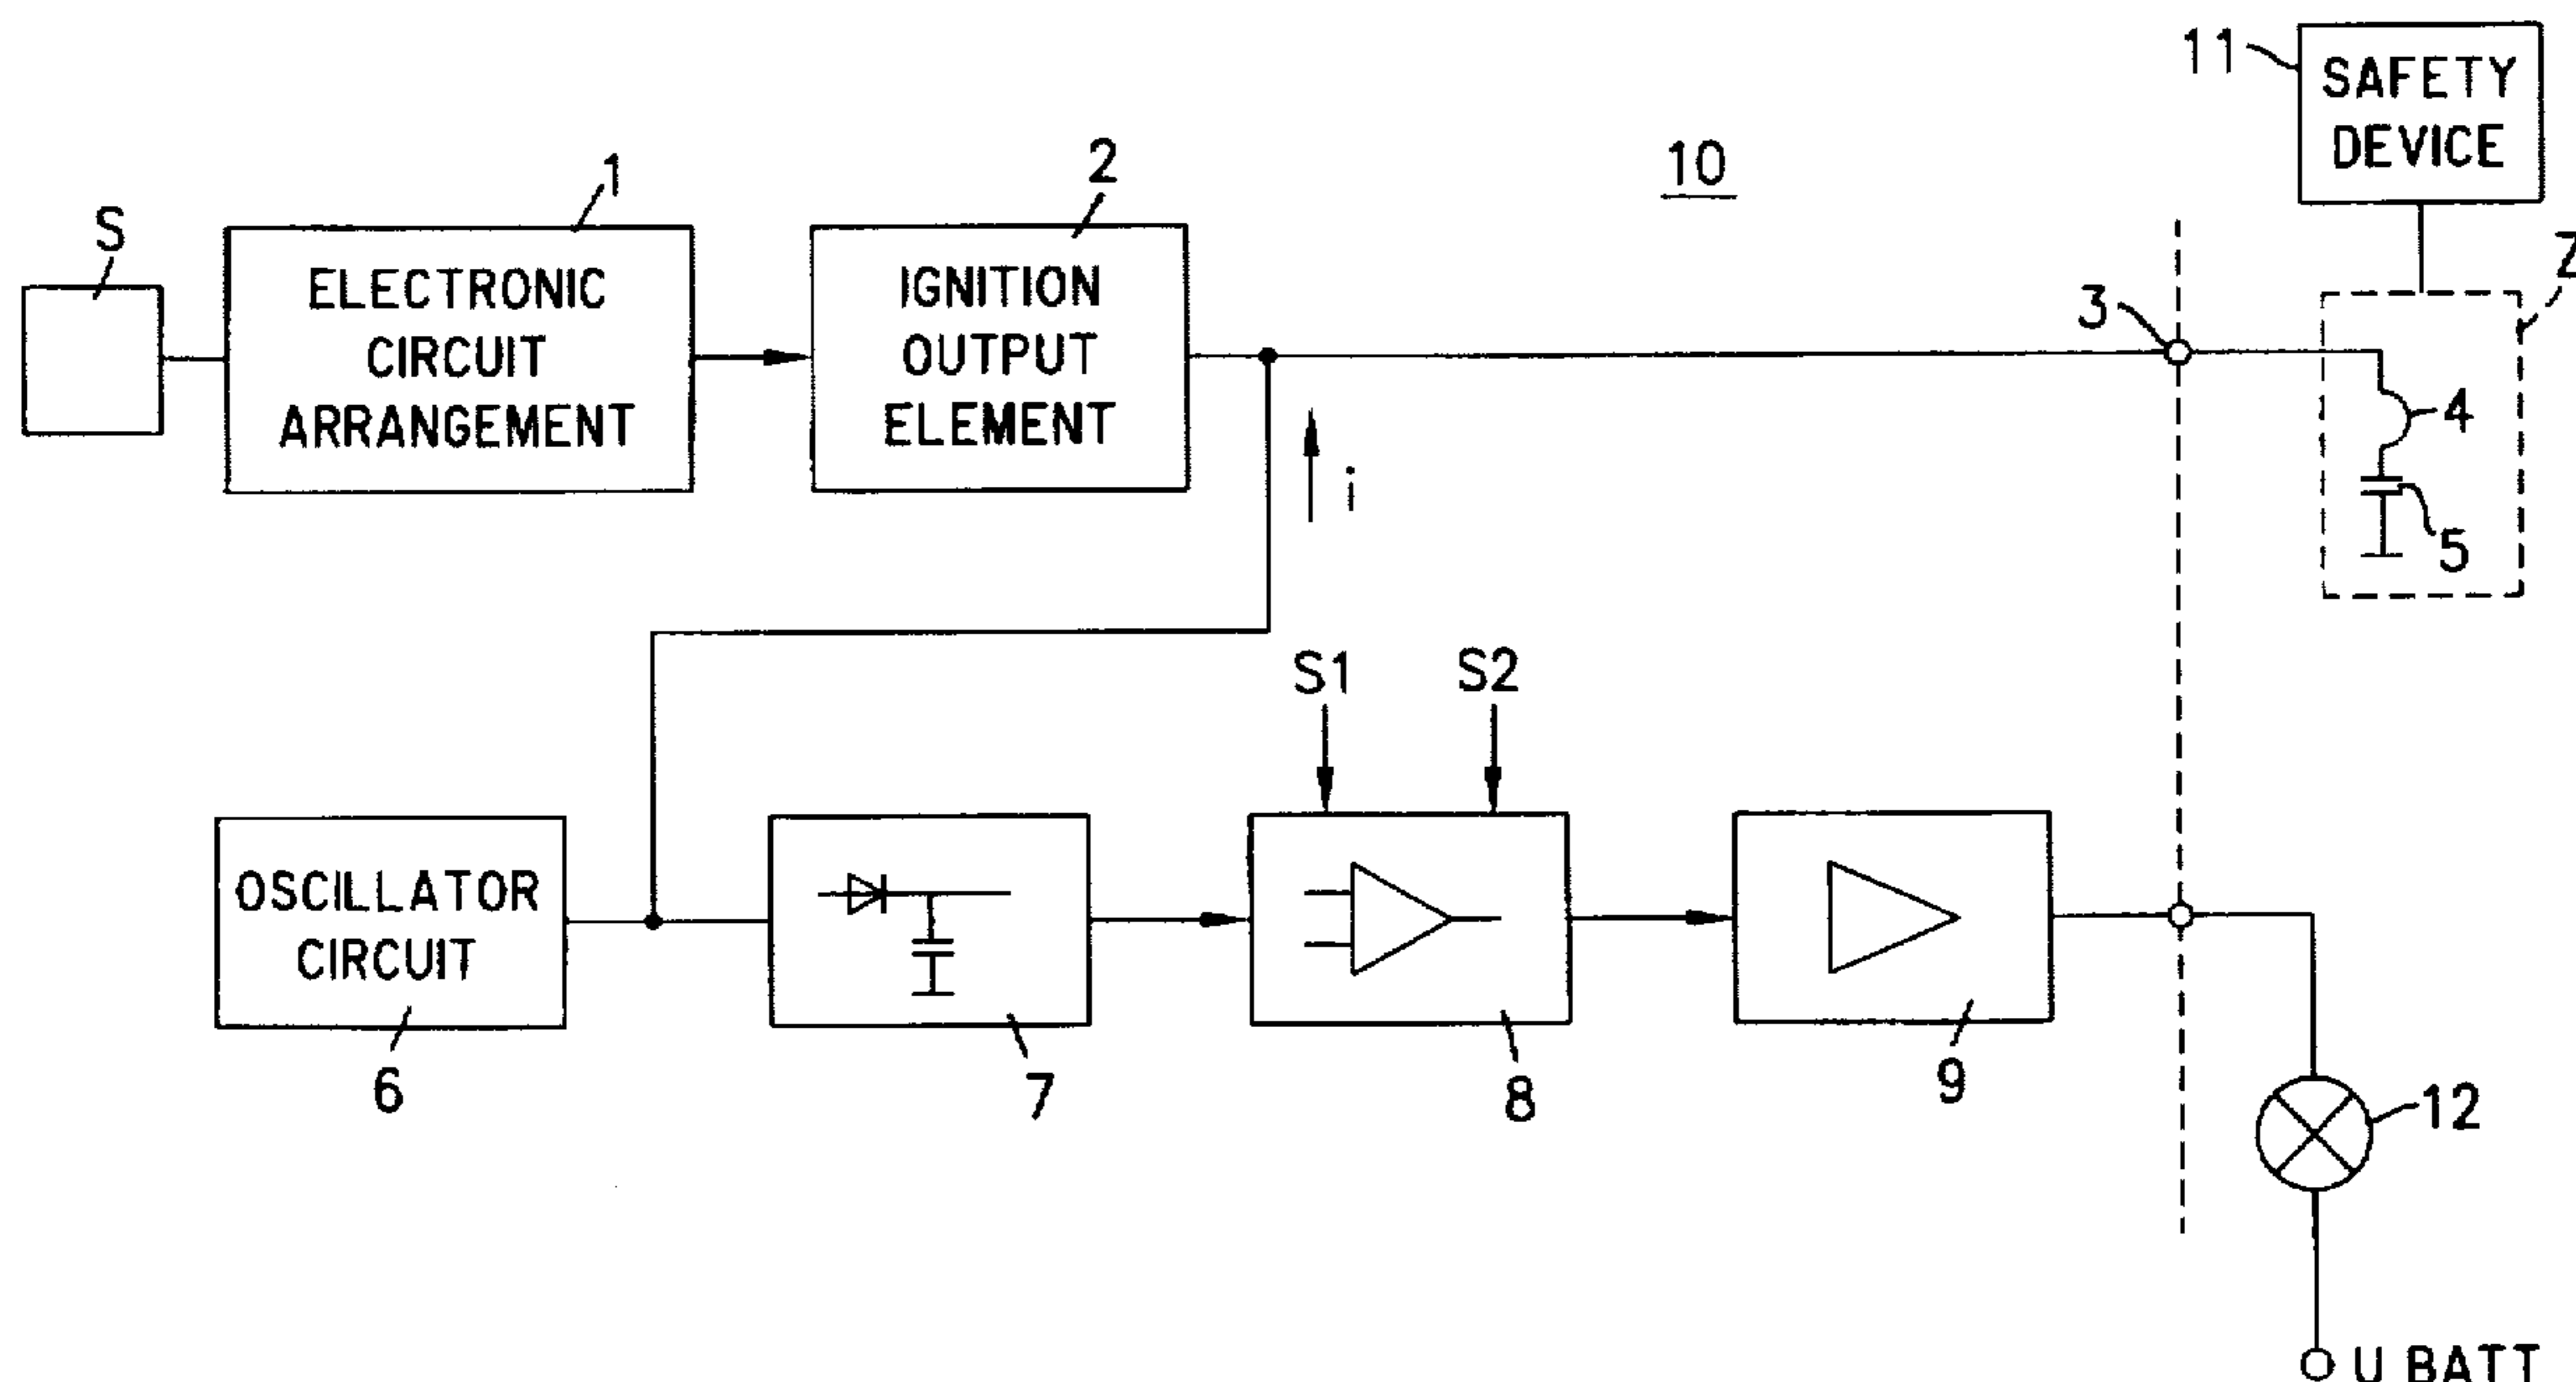 11
SAFETY
DEVICE
10
1
2
S
Z
ELECTRONIC
CIRCUIT
ARRANGEMENT
IGNITION
OUTPUT
ELEMENT
3
4
i
5
S1
S2
OSCILLATOR
CIRCUIT
6
7
8
9
12
U BATT